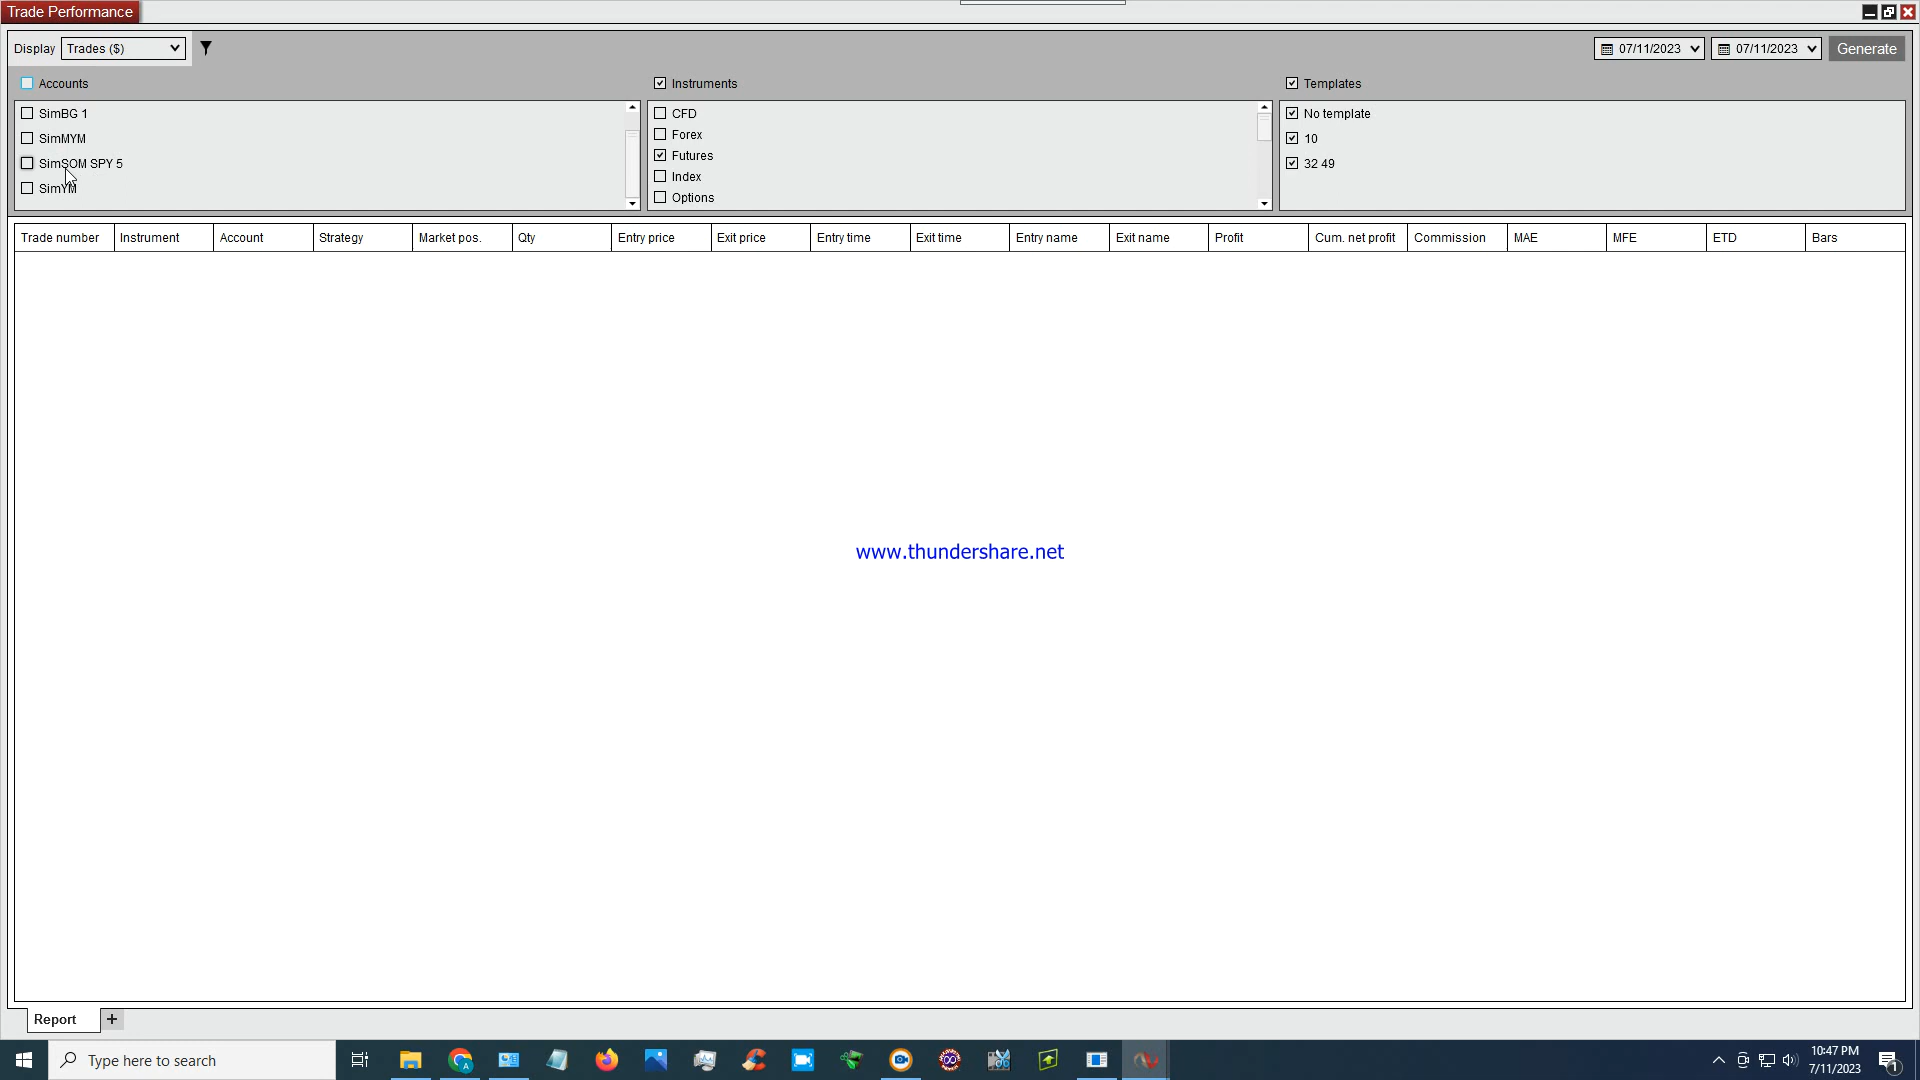 Trade Performance
Display Trades ($) 07/11/2023 07/11/2023 Generate
Accounts Instruments Templates
SimBG 1 CFD No template
SimMYM Forex 10
SimSOM SPY 5 Futures 32 49
SimYM Index
Options
Trade number Instrument Account Strategy Market pos. Qty Entry price Exit price Entry time Exit time Entry name Exit name Profit Cum. net profit Commission MAE MFE ETD Bars
www.thundershare.net
Report +
Type here to search 10:47 PM
7/11/2023 1